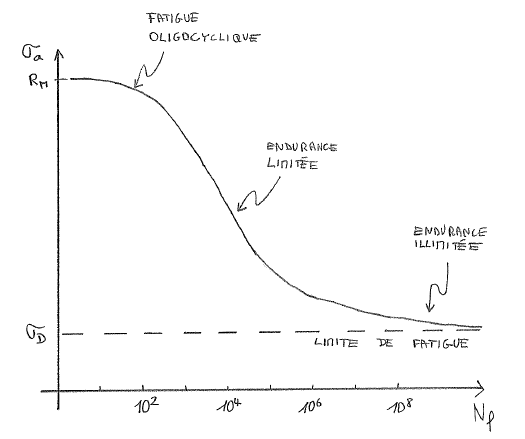 FATIGUE
OLIGOCYCLIQUE
σa
RM
ENDURANCE
LIMITÉE
ENDURANCE
ILLIMITÉE
σD
LIMITE DE FATIGUE
10² 10⁴ 10⁶ 10⁸
Nf